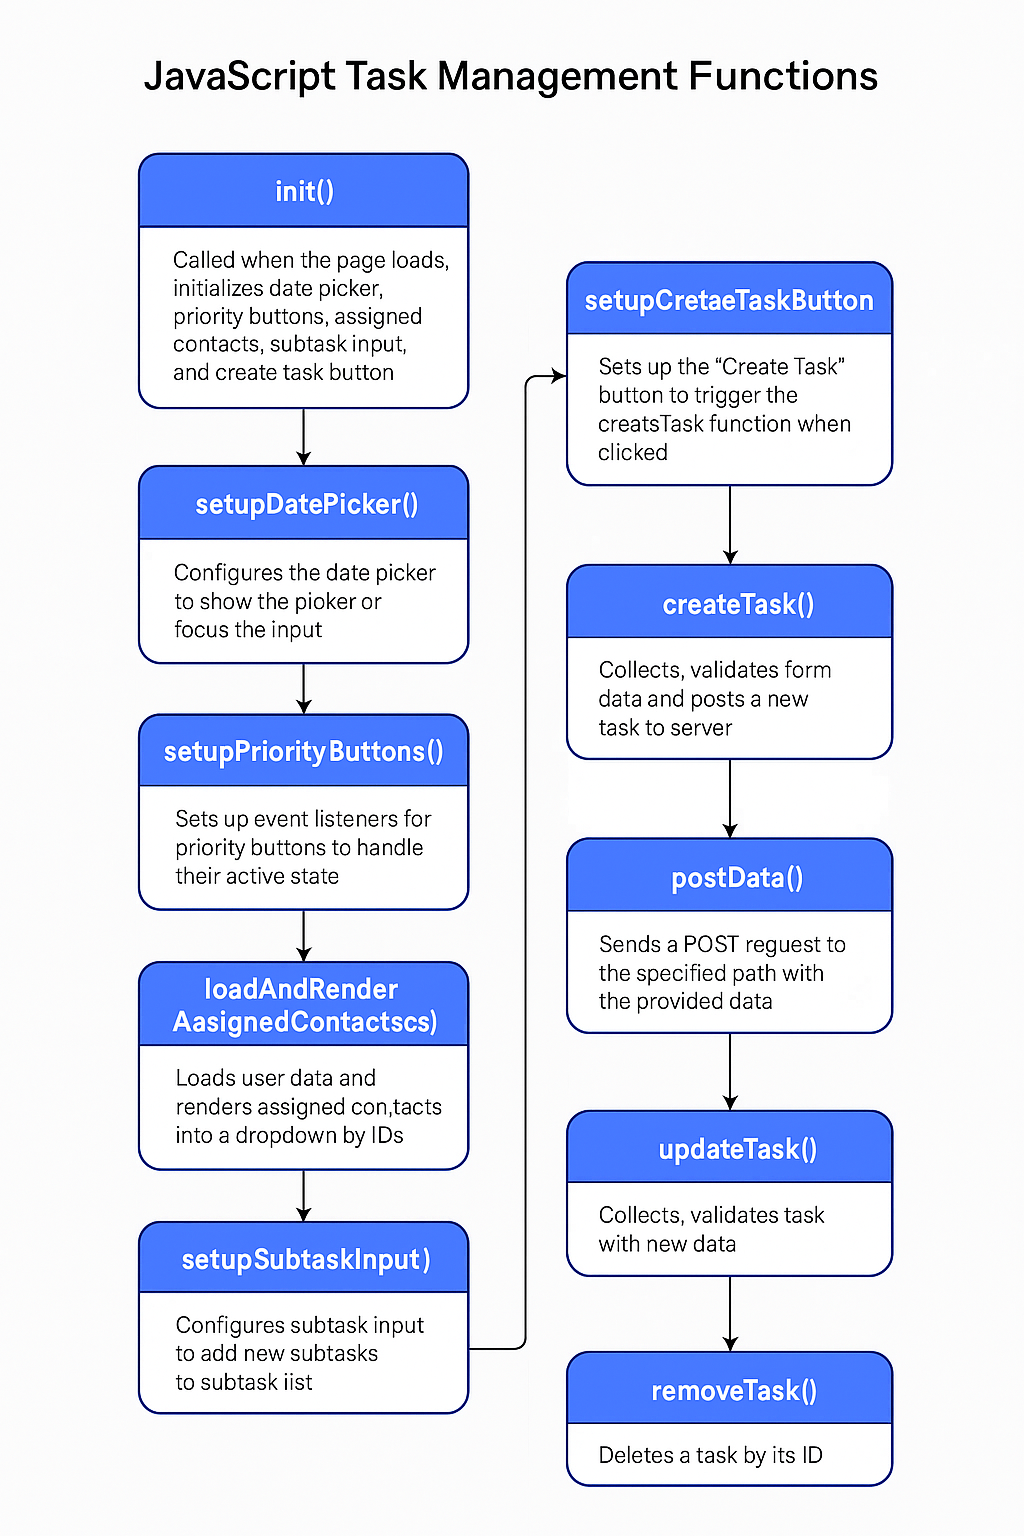 JavaScript Task Management Functions
init()
Called when the page loads,
initializes date picker,
priority buttons, assigned
contacts, subtask input,
and create task button
setupDatePicker()
Configures the date picker
to show the pioker or
focus the input
setupPriority Buttons()
Sets up event listeners for
priority buttons to handle
their active state
loadAndRender
AasignedContactscs)
Loads user data and
renders assigned con,tacts
into a dropdown by IDs
setupSubtaskInput)
Configures subtask input
to add new subtasks
to subtask iist
setupCretaeTaskButton
Sets up the “Create Task”
button to trigger the
creatsTask function when
clicked
createTask()
Collects, validates form
data and posts a new
task to server
postData()
Sends a POST reguest to
the specified path with
the provided data
updateTask()
Collects, validates task
with new data
removeTask()
Deletes a task by its ID